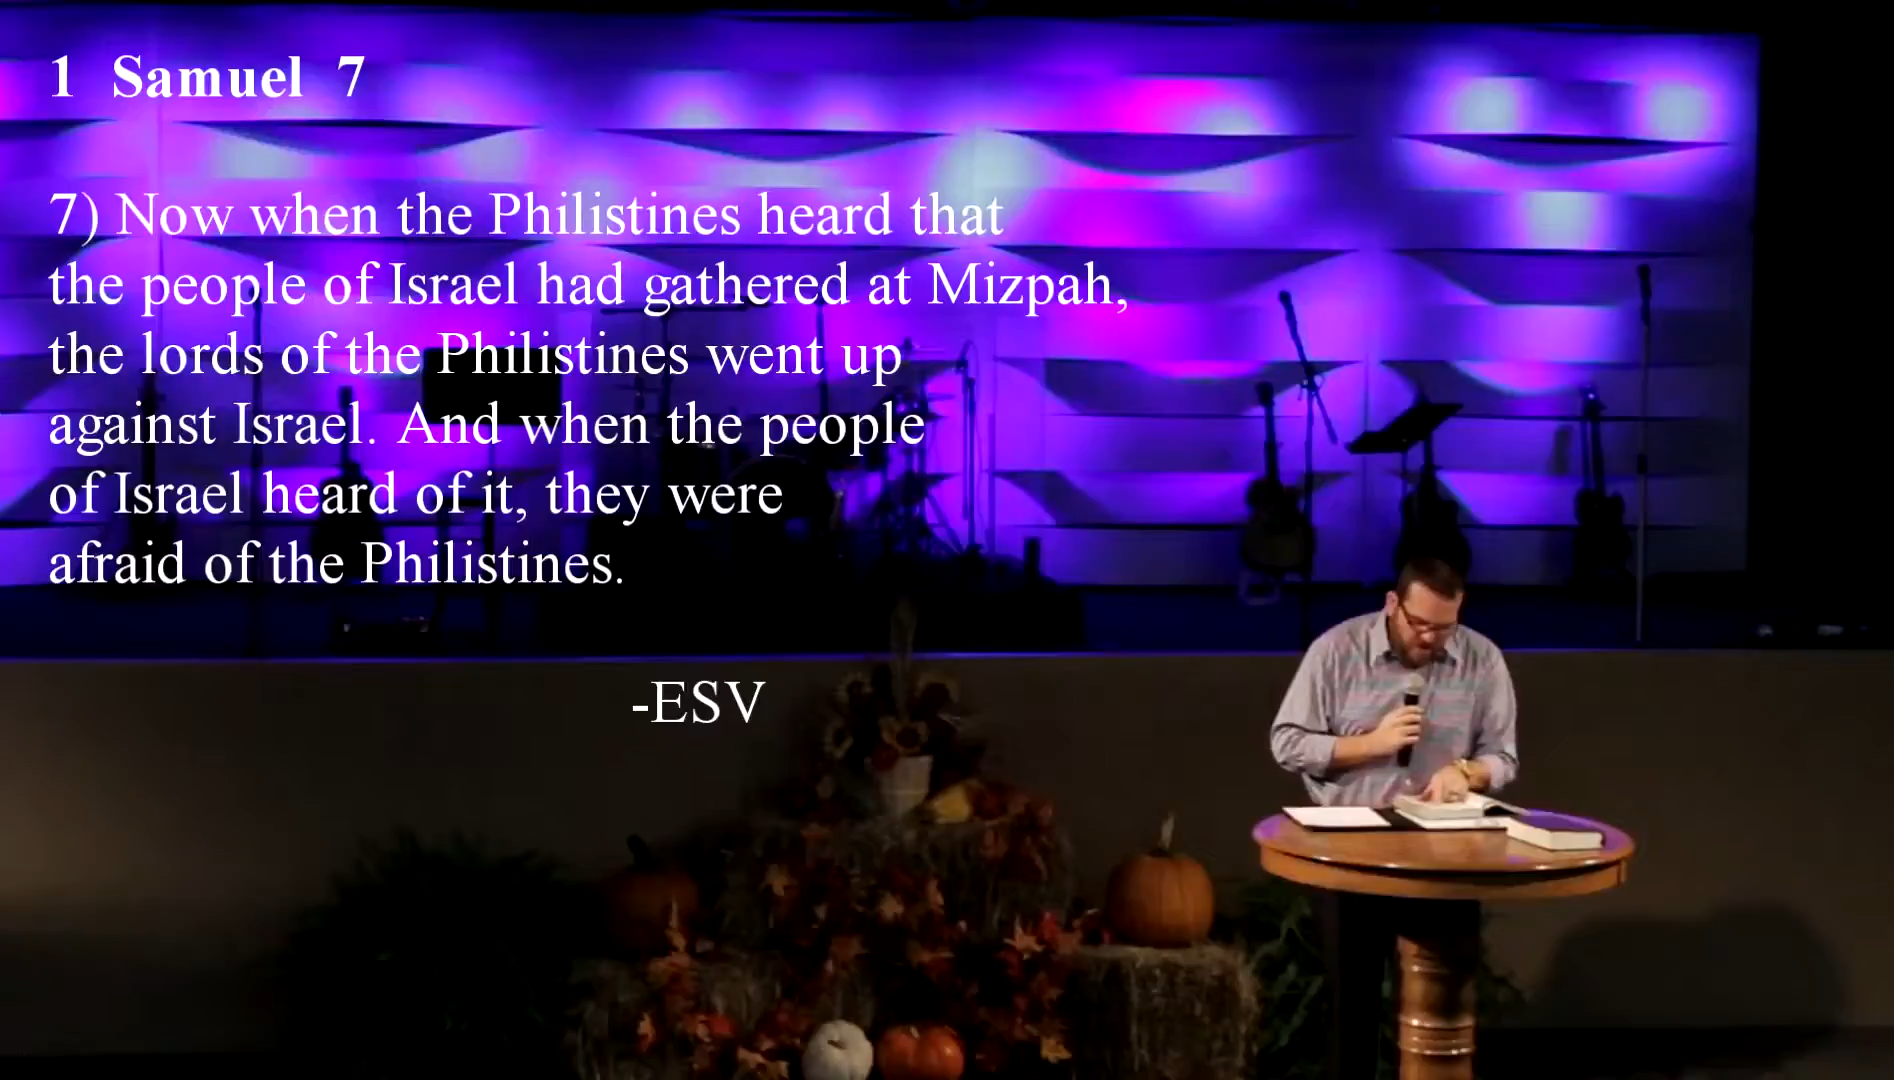 1 Samuel 7
7) Now when the Philistines heard that
the people of Israel had gathered at Mizpah,
the lords of the Philistines went up
against Israel. And when the people
of Israel heard of it, they were
afraid of the Philistines.
-ESV